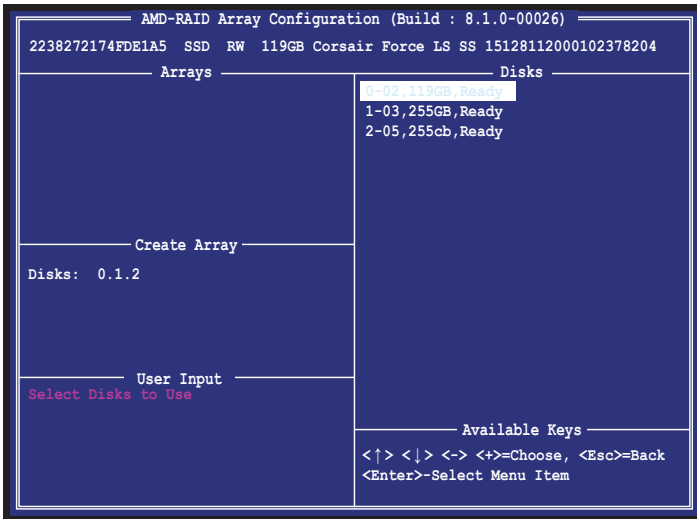 AMD-RAID Array Configuration (Build : 8.1.0-00026)
2238272174FDE1A5 SSD RW 119GB Corsair Force LS SS 15128112000102378204
Arrays
Disks
0-02,119GB,Ready
1-03,255GB,Ready
2-05,255cb,Ready
Create Array
Disks: 0.1.2
User Input
Select Disks to Use
Available Keys
<↑> <↓> <-> <+>=Choose, <Esc>=Back
<Enter>-Select Menu Item